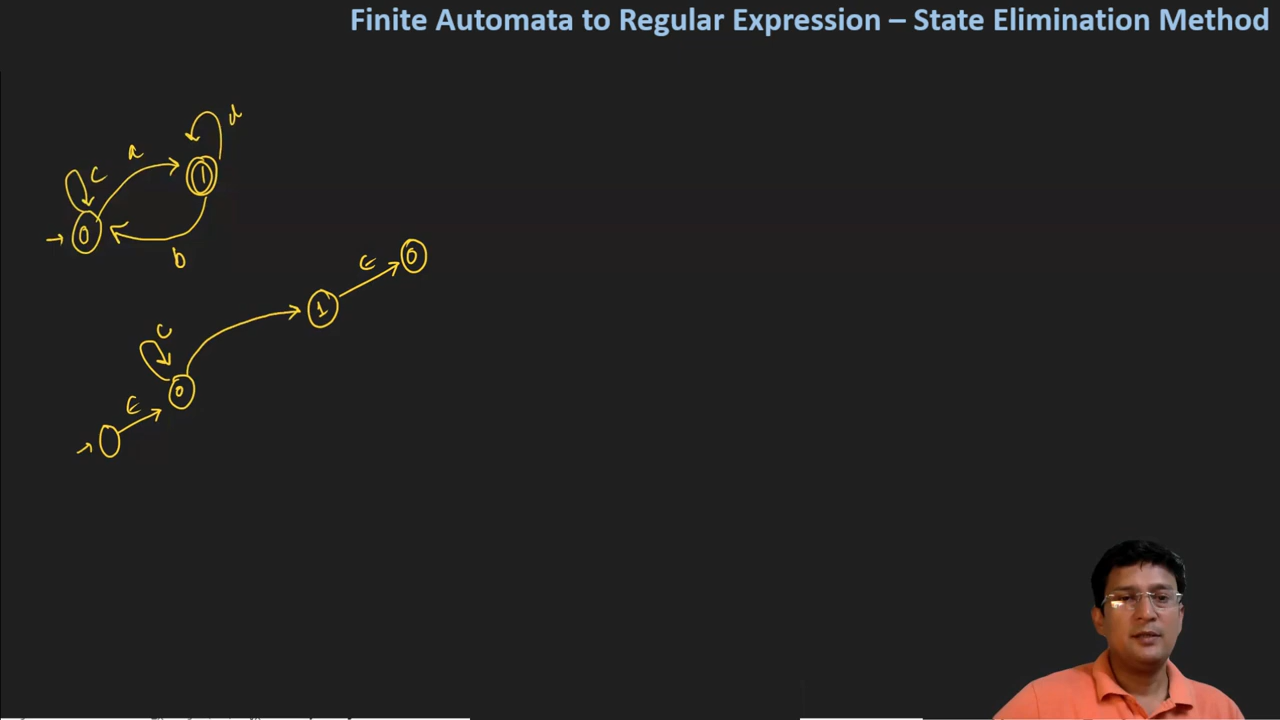 Finite Automata to Regular Expression – State Elimination Method
d
a
c
1
0
b
ϵ
0
1
c
0
ϵ